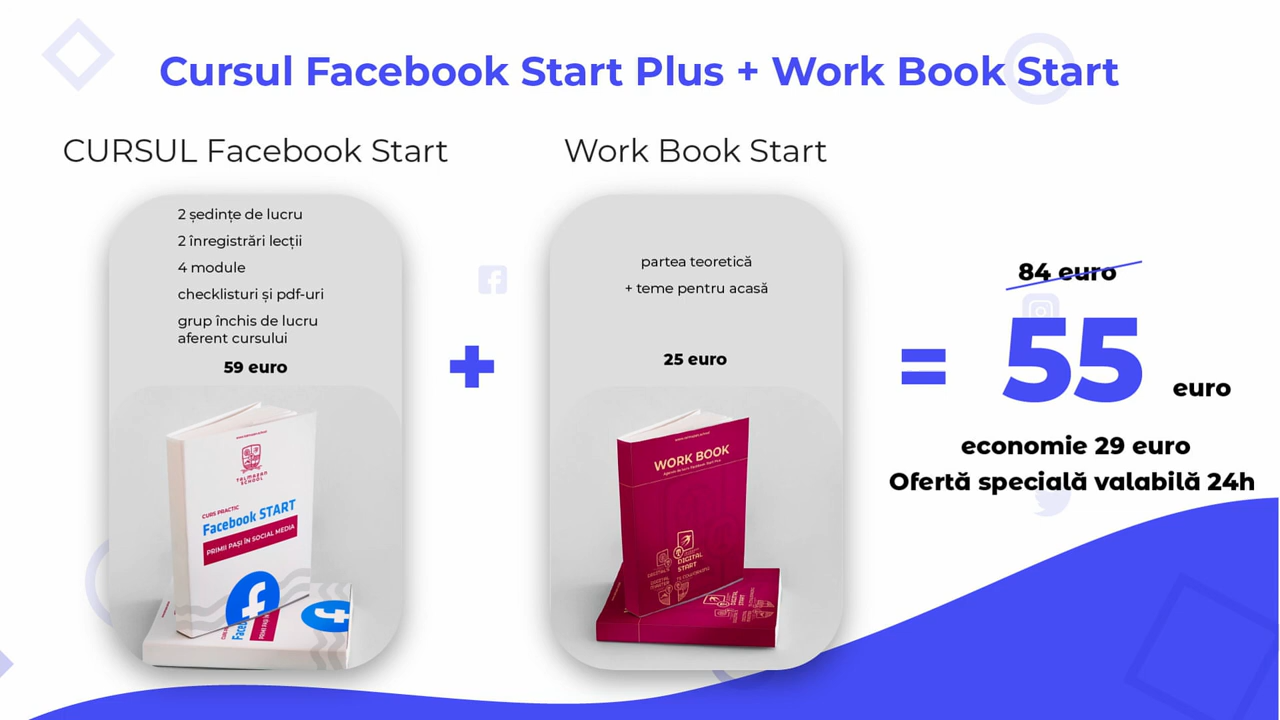 Cursul Facebook Start Plus + Work Book Start
CURSUL Facebook Start
2 ședințe de lucru
2 înregistrări lecții
4 module
checklisturi și pdf-uri
grup închis de lucru
aferent cursului
59 euro
TALMAZAN
SCHOOL
CURS PRACTIC
Facebook START
PRIMII PAȘI ÎN SOCIAL MEDIA
+
Work Book Start
partea teoretică
+ teme pentru acasă
25 euro
WORK BOOK
DIGITAL
START
=
84 euro
55
euro
economie 29 euro
Ofertă specială valabilă 24h